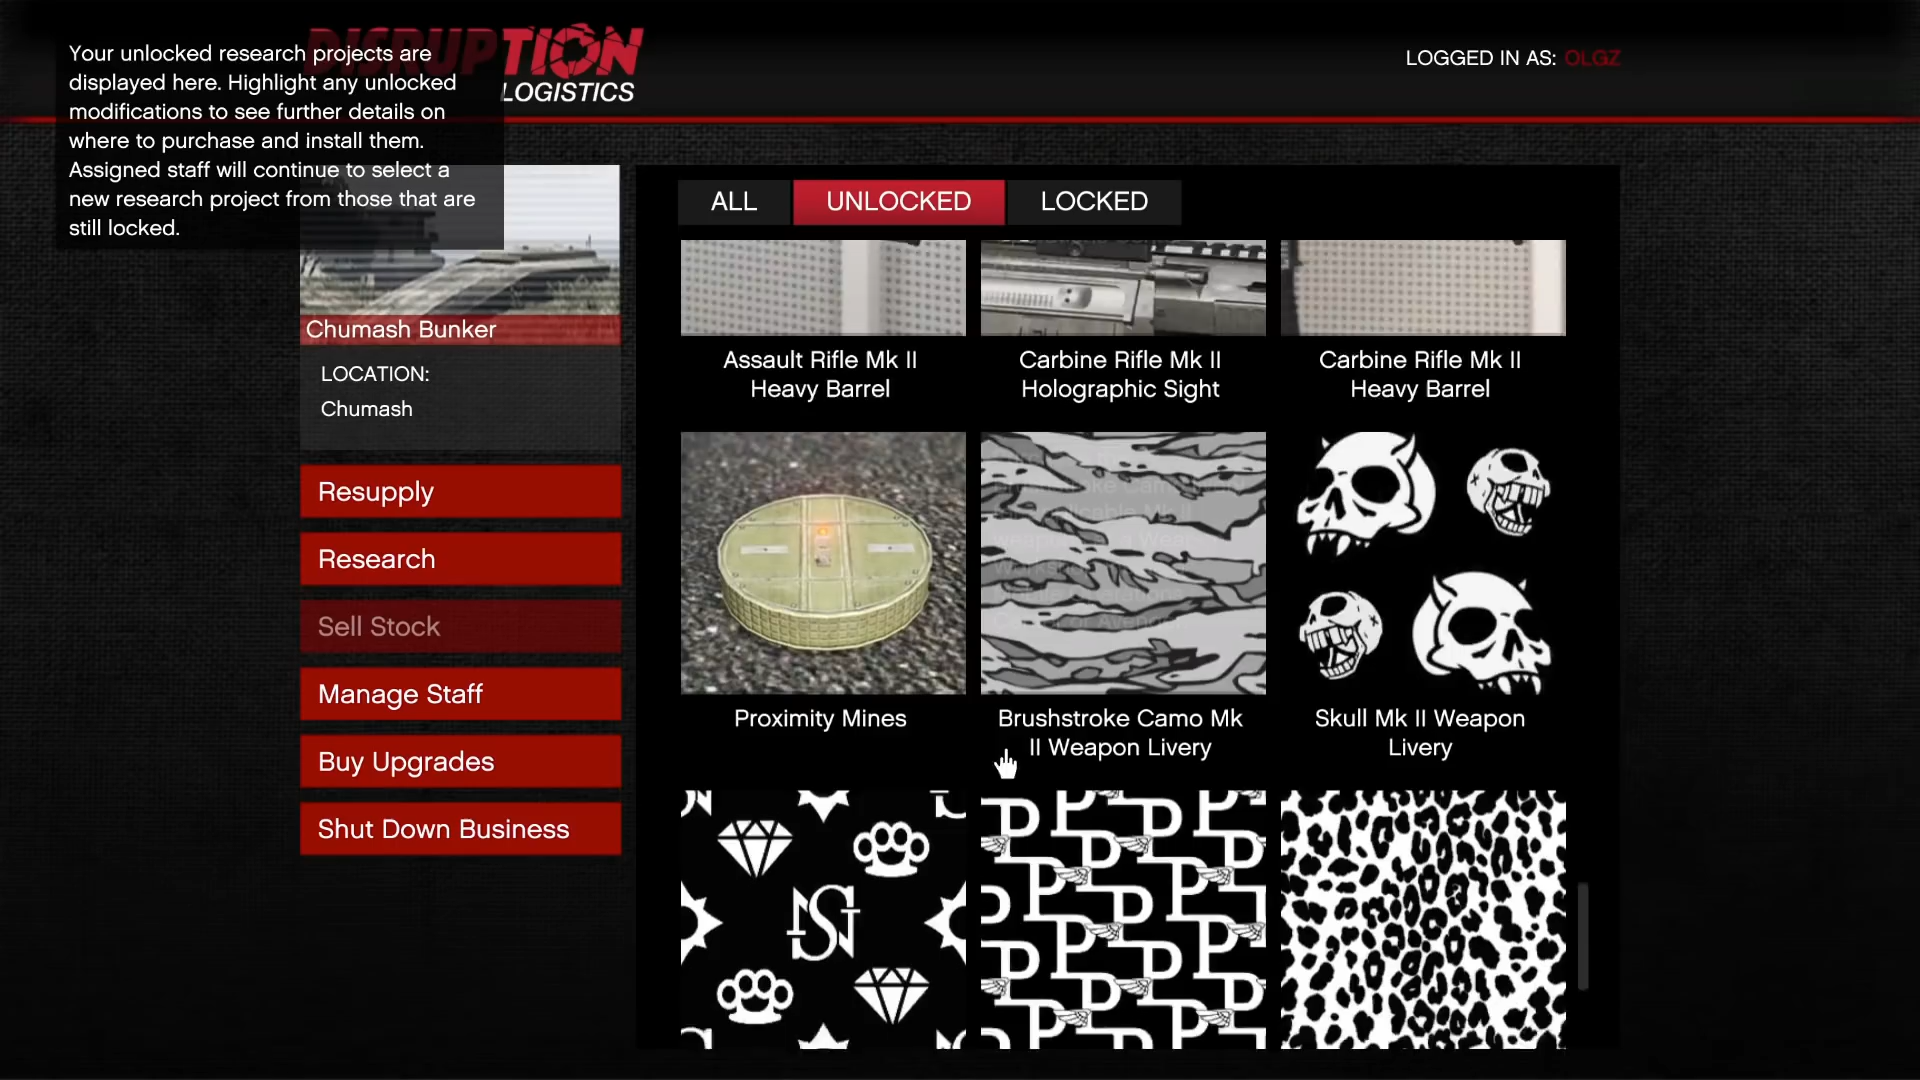 Your unlocked research projects are
displayed here. Highlight any unlocked
modifications to see further details on
where to purchase and install them.
Assigned staff will continue to select a
new research project from those that are
still locked.
DISRUPTION
LOGISTICS
LOGGED IN AS: OLGZ
Chumash Bunker
LOCATION:
Chumash
Resupply
Research
Sell Stock
Manage Staff
Buy Upgrades
Shut Down Business
ALL
UNLOCKED
LOCKED
Assault Rifle Mk II
Heavy Barrel
Carbine Rifle Mk II
Holographic Sight
Carbine Rifle Mk II
Heavy Barrel
Proximity Mines
Brushstroke Camo Mk
II Weapon Livery
Skull Mk II Weapon
Livery